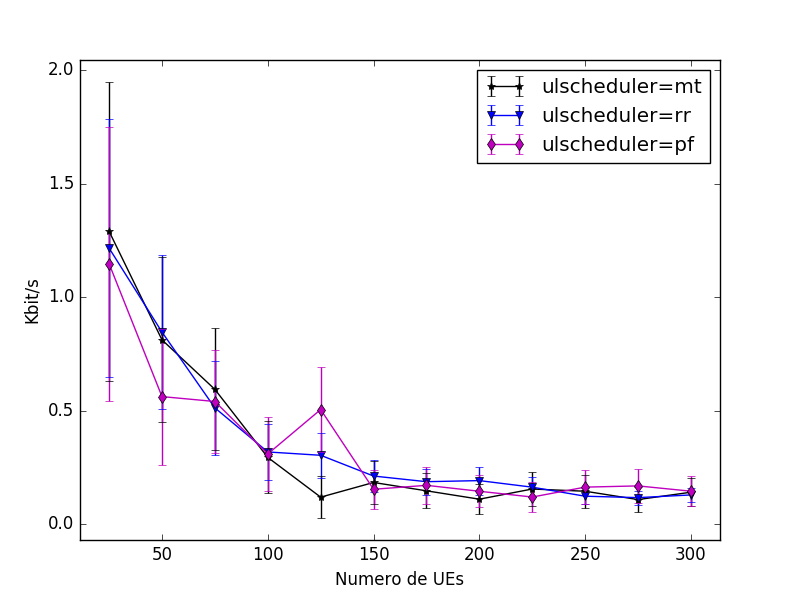 2.0
1.5
1.0
0.5
0.0
Kbit/s
ulscheduler=mt
ulscheduler=rr
ulscheduler=pf
50 100 150 200 250 300
Numero de UEs